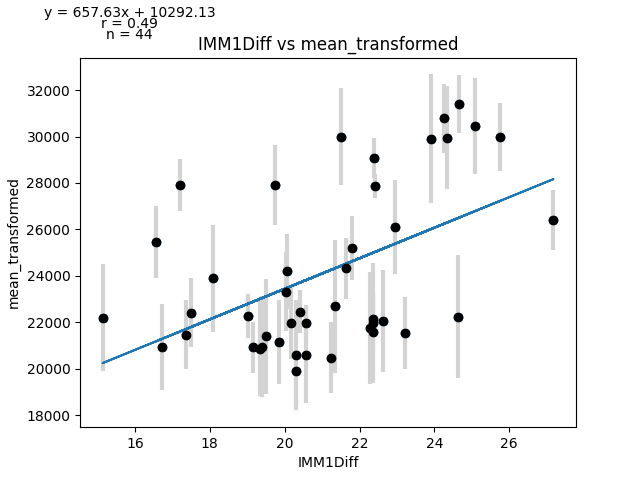 y = 657.63x + 10292.13
r = 0.49
n = 44
IMM1Diff vs mean_transformed
32000
30000
28000
26000
24000
22000
20000
18000
mean_transformed
16
18
20
22
24
26
IMM1Diff